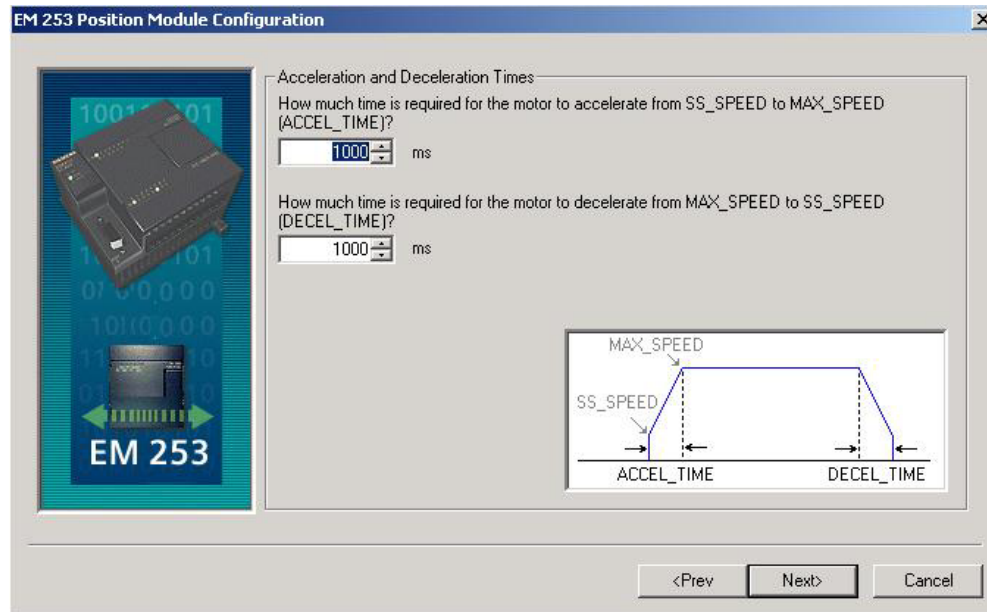 EM 253 Position Module Configuration
Acceleration and Deceleration Times
How much time is required for the motor to accelerate from SS_SPEED to MAX_SPEED
(ACCEL_TIME)?
1000 ms
How much time is required for the motor to decelerate from MAX_SPEED to SS_SPEED
(DECEL_TIME)?
1000 ms
EM 253
MAX_SPEED
SS_SPEED
ACCEL_TIME DECEL_TIME
<Prev Next> Cancel